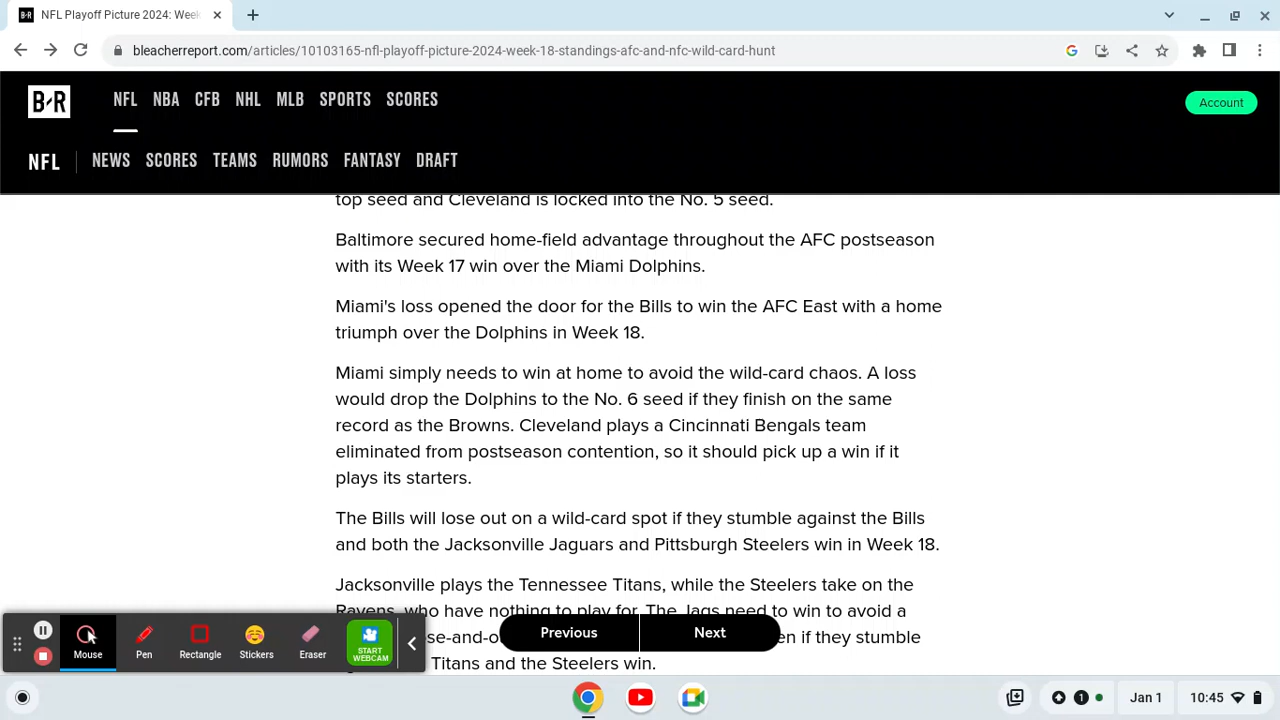 B·R NFL Playoff Picture 2024: Week
bleacherreport.com/articles/10103165-nfl-playoff-picture-2024-week-18-standings-afc-and-nfc-wild-card-hunt
B·R NFL NBA CFB NHL MLB SPORTS SCORES Account
NFL NEWS SCORES TEAMS RUMORS FANTASY DRAFT
top seed and Cleveland is locked into the No. 5 seed.
Baltimore secured home-field advantage throughout the AFC postseason
with its Week 17 win over the Miami Dolphins.
Miami's loss opened the door for the Bills to win the AFC East with a home
triumph over the Dolphins in Week 18.
Miami simply needs to win at home to avoid the wild-card chaos. A loss
would drop the Dolphins to the No. 6 seed if they finish on the same
record as the Browns. Cleveland plays a Cincinnati Bengals team
eliminated from postseason contention, so it should pick up a win if it
plays its starters.
The Bills will lose out on a wild-card spot if they stumble against the Bills
and both the Jacksonville Jaguars and Pittsburgh Steelers win in Week 18.
Jacksonville plays the Tennessee Titans, while the Steelers take on the
Ravens, who have nothing to play for. The Jags need to win to avoid a
se-and-o
en if they stumble
Titans and the Steelers win.
Previous Next
Mouse Pen Rectangle Stickers Eraser START
WEBCAM
1 Jan 1 10:45